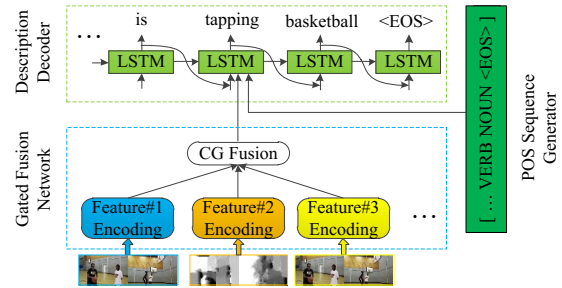 is tapping basketball <EOS>
...
Description
Decoder
LSTM LSTM LSTM LSTM
Gated Fusion
Network
CG Fusion
Feature#1
Encoding
Feature#2
Encoding
Feature#3
Encoding
...
[ ... VERB NOUN <EOS> ]
POS Sequence
Generator